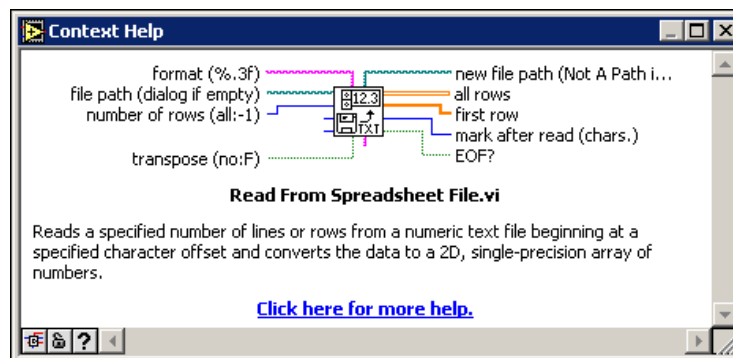 Context Help
format (%.3f)
file path (dialog if empty)
number of rows (all:-1)
transpose (no:F)
12.3
TXT
new file path (Not A Path i...
all rows
first row
mark after read (chars.)
EOF?
Read From Spreadsheet File.vi
Reads a specified number of lines or rows from a numeric text file beginning at a
specified character offset and converts the data to a 2D, single-precision array of
numbers.
Click here for more help.
?